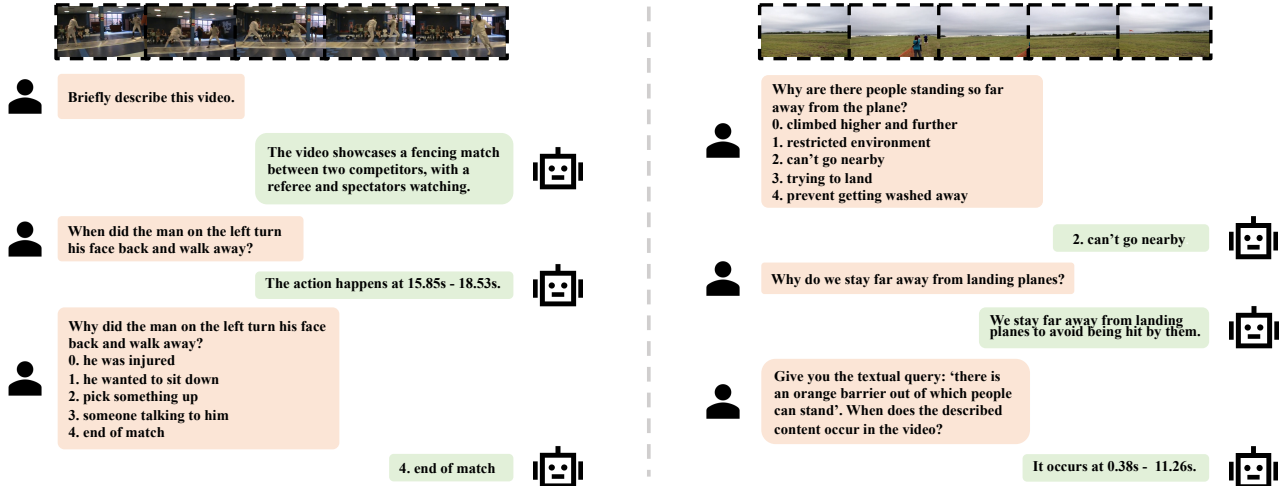 Briefly describe this video.
The video showcases a fencing match
between two competitors, with a
referee and spectators watching.
When did the man on the left turn
his face back and walk away?
The action happens at 15.85s - 18.53s.
Why did the man on the left turn his face
back and walk away?
0. he was injured
1. he wanted to sit down
2. pick something up
3. someone talking to him
4. end of match
4. end of match
Why are there people standing so far
away from the plane?
0. climbed higher and further
1. restricted environment
2. can't go nearby
3. trying to land
4. prevent getting washed away
2. can't go nearby
Why do we stay far away from landing planes?
We stay far away from landing
planes to avoid being hit by them.
Give you the textual query: ‘there is
an orange barrier out of which people
can stand’. When does the described
content occur in the video?
It occurs at 0.38s - 11.26s.